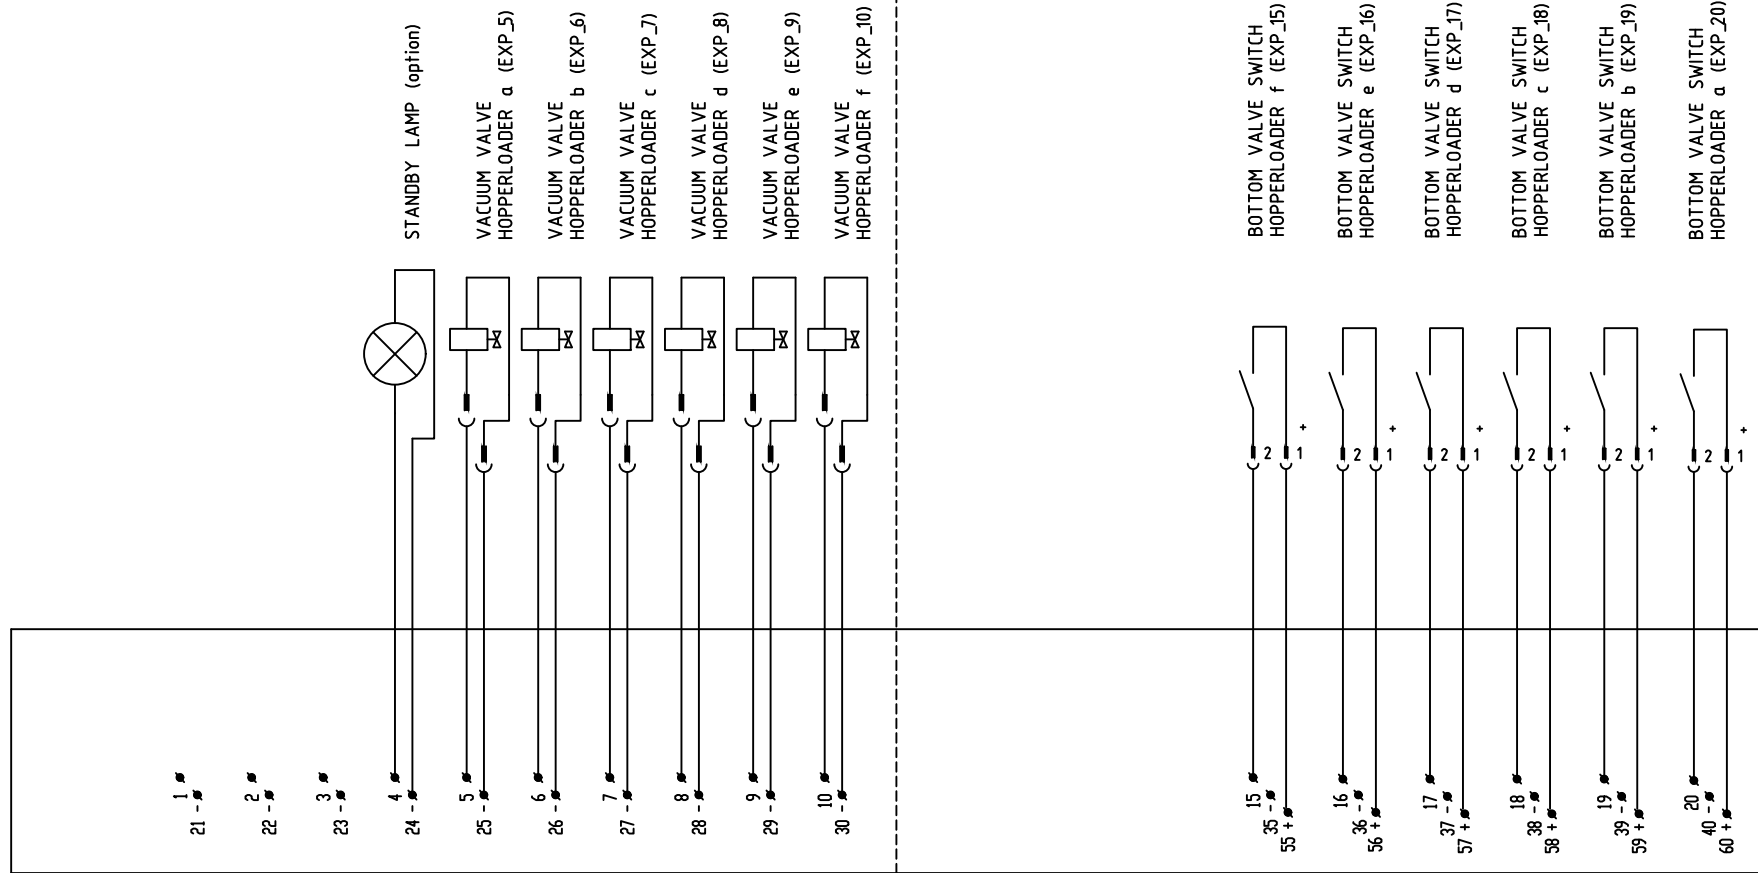 STANDBY LAMP (option)
VACUUM VALVE
HOPPERLOADER a (EXP_5)
VACUUM VALVE
HOPPERLOADER b (EXP_6)
VACUUM VALVE
HOPPERLOADER c (EXP_7)
VACUUM VALVE
HOPPERLOADER d (EXP_8)
VACUUM VALVE
HOPPERLOADER e (EXP_9)
VACUUM VALVE
HOPPERLOADER f (EXP_10)
BOTTOM VALVE SWITCH
HOPPERLOADER f (EXP_15)
BOTTOM VALVE SWITCH
HOPPERLOADER e (EXP_16)
BOTTOM VALVE SWITCH
HOPPERLOADER d (EXP_17)
BOTTOM VALVE SWITCH
HOPPERLOADER c (EXP_18)
BOTTOM VALVE SWITCH
HOPPERLOADER b (EXP_19)
BOTTOM VALVE SWITCH
HOPPERLOADER a (EXP_20)
2 1 +
2 1 +
2 1 +
2 1 +
2 1 +
2 1 +
1
21 -
2
22 -
3
23 -
4
24 -
5
25 -
6
26 -
7
27 -
8
28 -
9
29 -
10
30 -
15
35 -
55 +
16
36 -
56 +
17
37 -
57 +
18
38 -
58 +
19
39 -
59 +
20
40 -
60 +